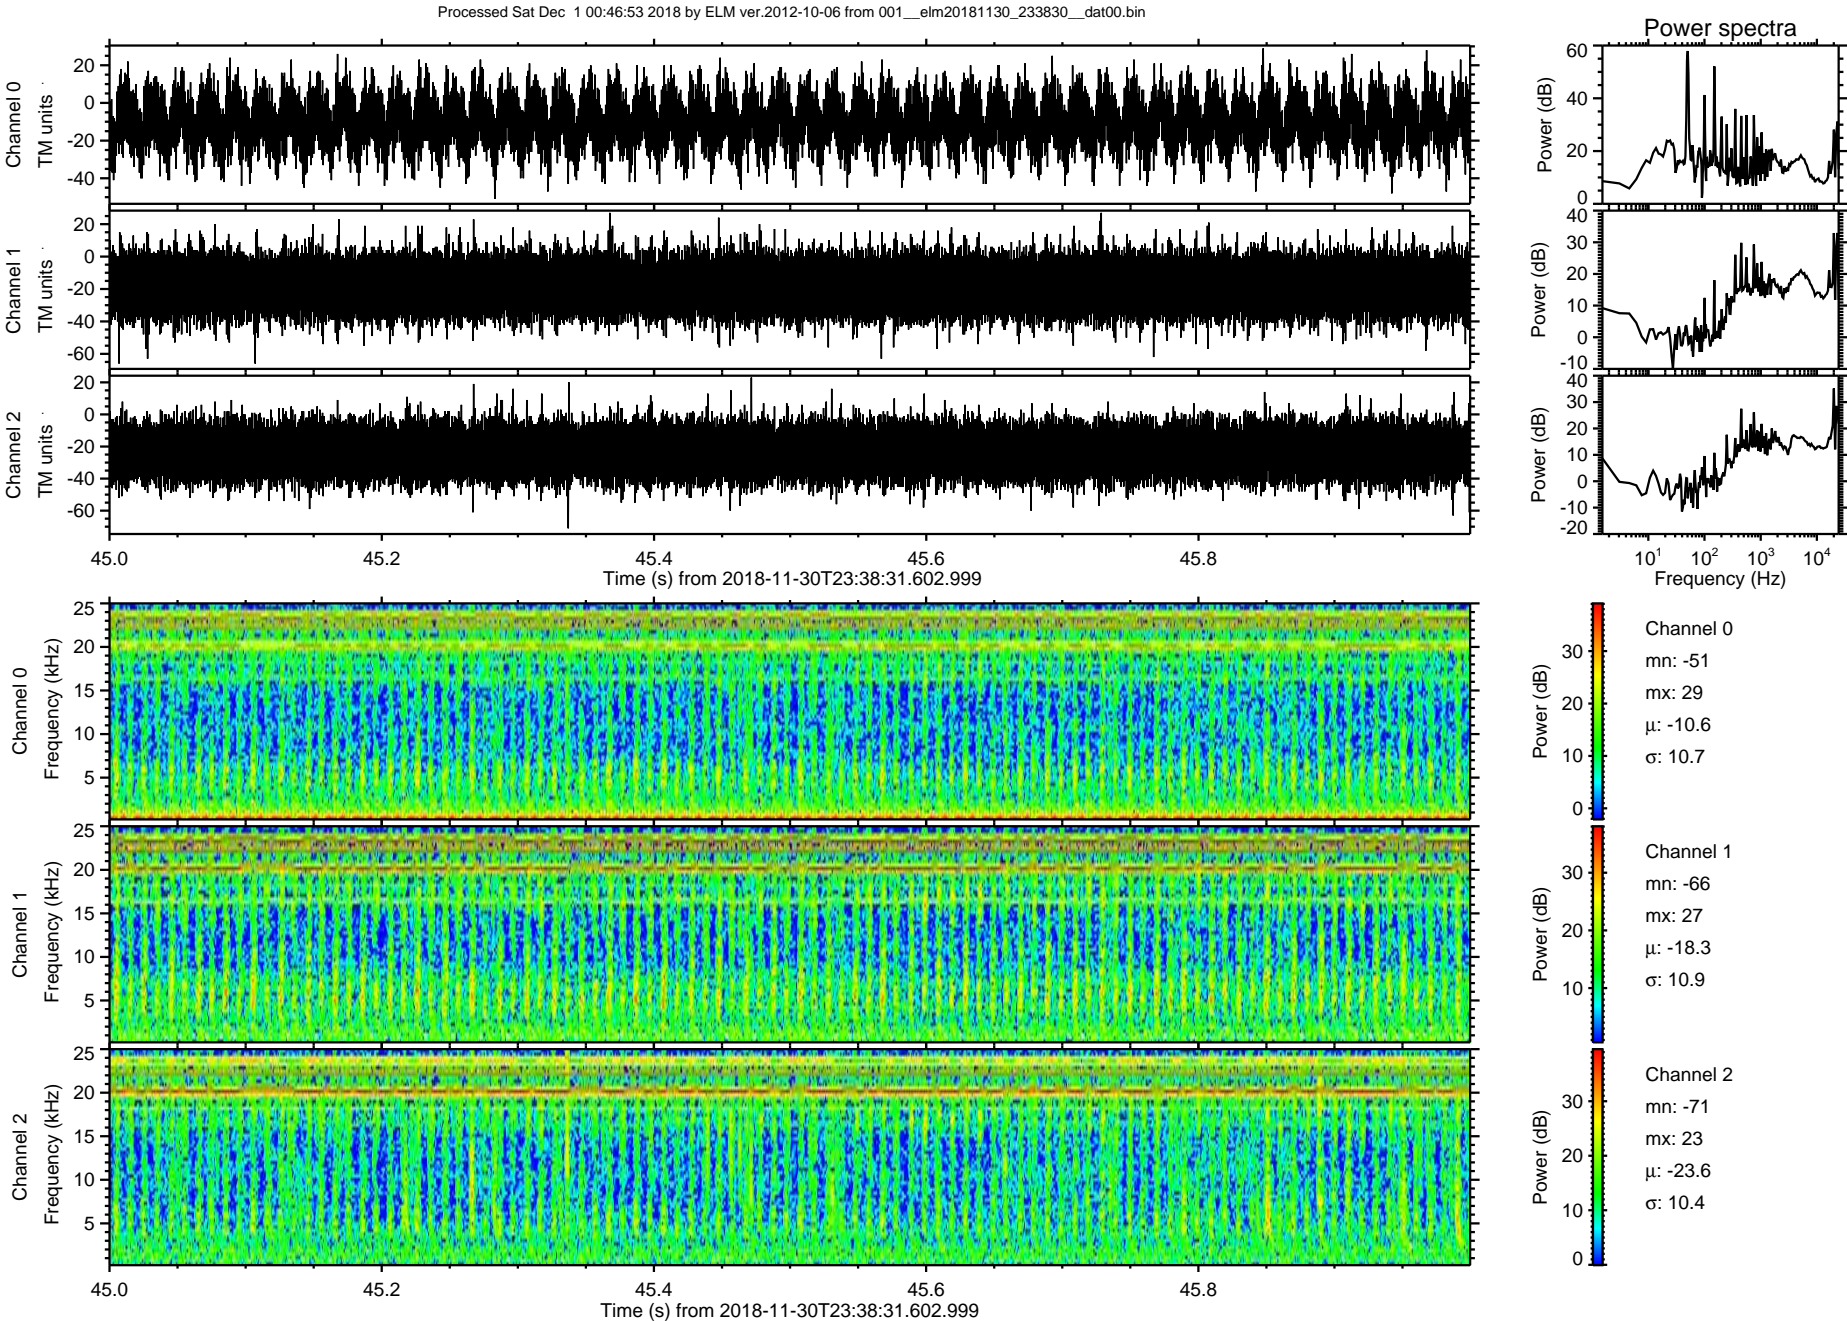 Processed Sat Dec  1 00:46:53 2018 by ELM ver.2012-10-06 from 001__elm20181130_233830__dat00.bin
Power spectra
Channel 0
TM units
20
0
-20
-40
Power (dB)
60
40
20
0
Channel 1
TM units
20
0
-20
-40
-60
Power (dB)
40
30
20
10
0
-10
Channel 2
TM units
20
0
-20
-40
-60
Power (dB)
40
30
20
10
0
-10
-20
45.0 45.2 45.4 45.6 45.8
Time (s) from 2018-11-30T23:38:31.602.999
10^1 10^2 10^3 10^4
Frequency (Hz)
Channel 0
Frequency (kHz)
25
20
15
10
5
Power (dB)
30
20
10
0
Channel 0
mn: -51
mx: 29
μ: -10.6
σ: 10.7
Channel 1
Frequency (kHz)
25
20
15
10
5
Power (dB)
30
20
10
Channel 1
mn: -66
mx: 27
μ: -18.3
σ: 10.9
Channel 2
Frequency (kHz)
25
20
15
10
5
Power (dB)
30
20
10
0
Channel 2
mn: -71
mx: 23
μ: -23.6
σ: 10.4
45.0 45.2 45.4 45.6 45.8
Time (s) from 2018-11-30T23:38:31.602.999